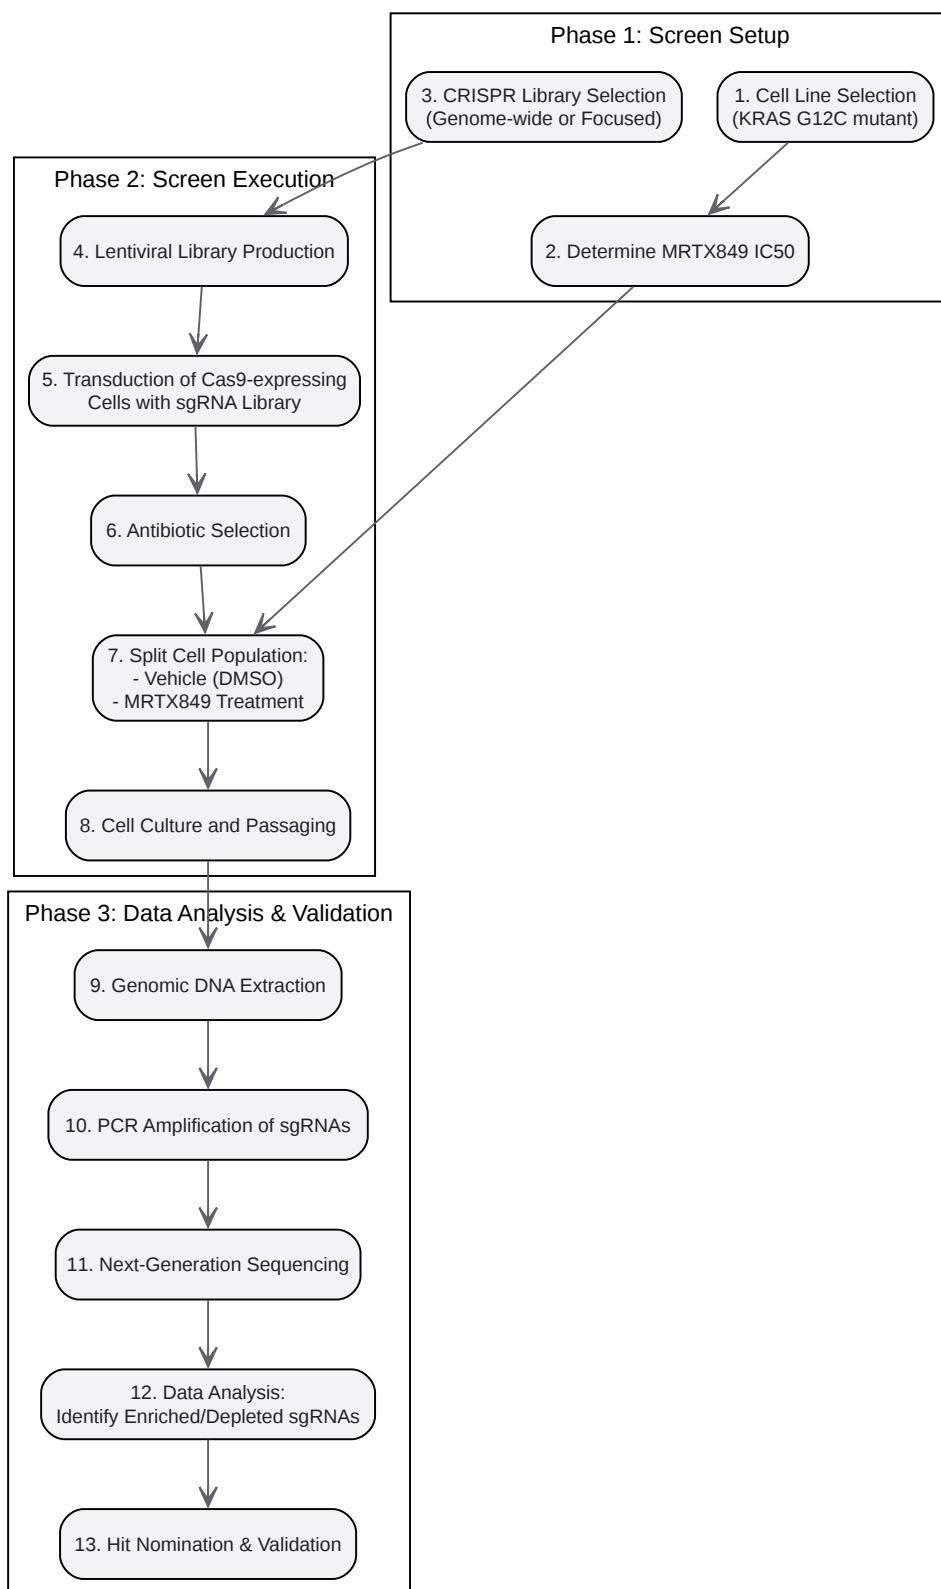 Phase 1: Screen Setup
3. CRISPR Library Selection
(Genome-wide or Focused)
1. Cell Line Selection
(KRAS G12C mutant)
2. Determine MRTX849 IC50
Phase 2: Screen Execution
4. Lentiviral Library Production
5. Transduction of Cas9-expressing
Cells with sgRNA Library
6. Antibiotic Selection
7. Split Cell Population:
- Vehicle (DMSO)
- MRTX849 Treatment
8. Cell Culture and Passaging
Phase 3: Data Analysis & Validation
9. Genomic DNA Extraction
10. PCR Amplification of sgRNAs
11. Next-Generation Sequencing
12. Data Analysis:
Identify Enriched/Depleted sgRNAs
13. Hit Nomination & Validation